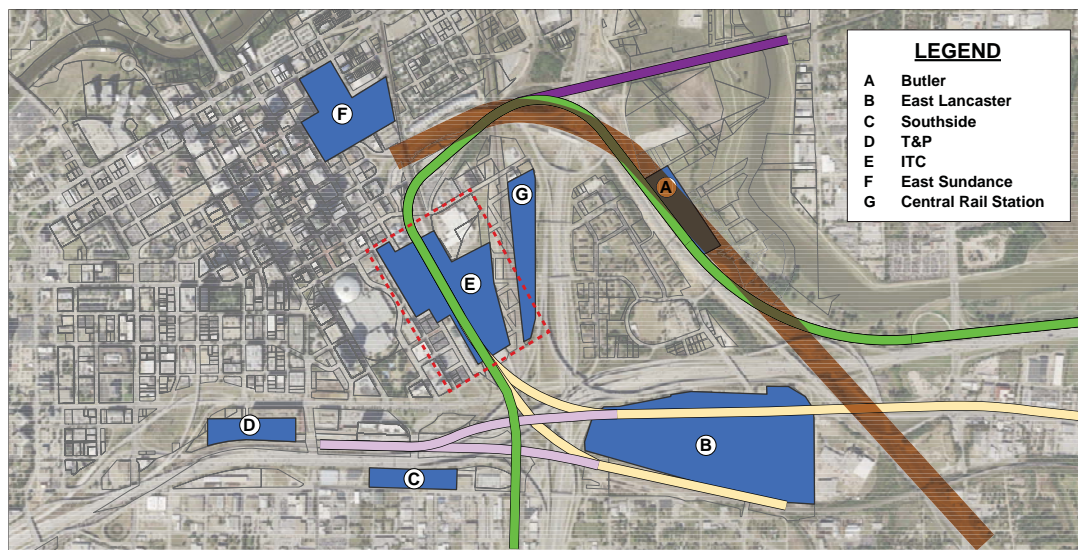 LEGEND
A Butler
B East Lancaster
C Southside
D T&P
E ITC
F East Sundance
G Central Rail Station
F
A
G
E
D
B
C